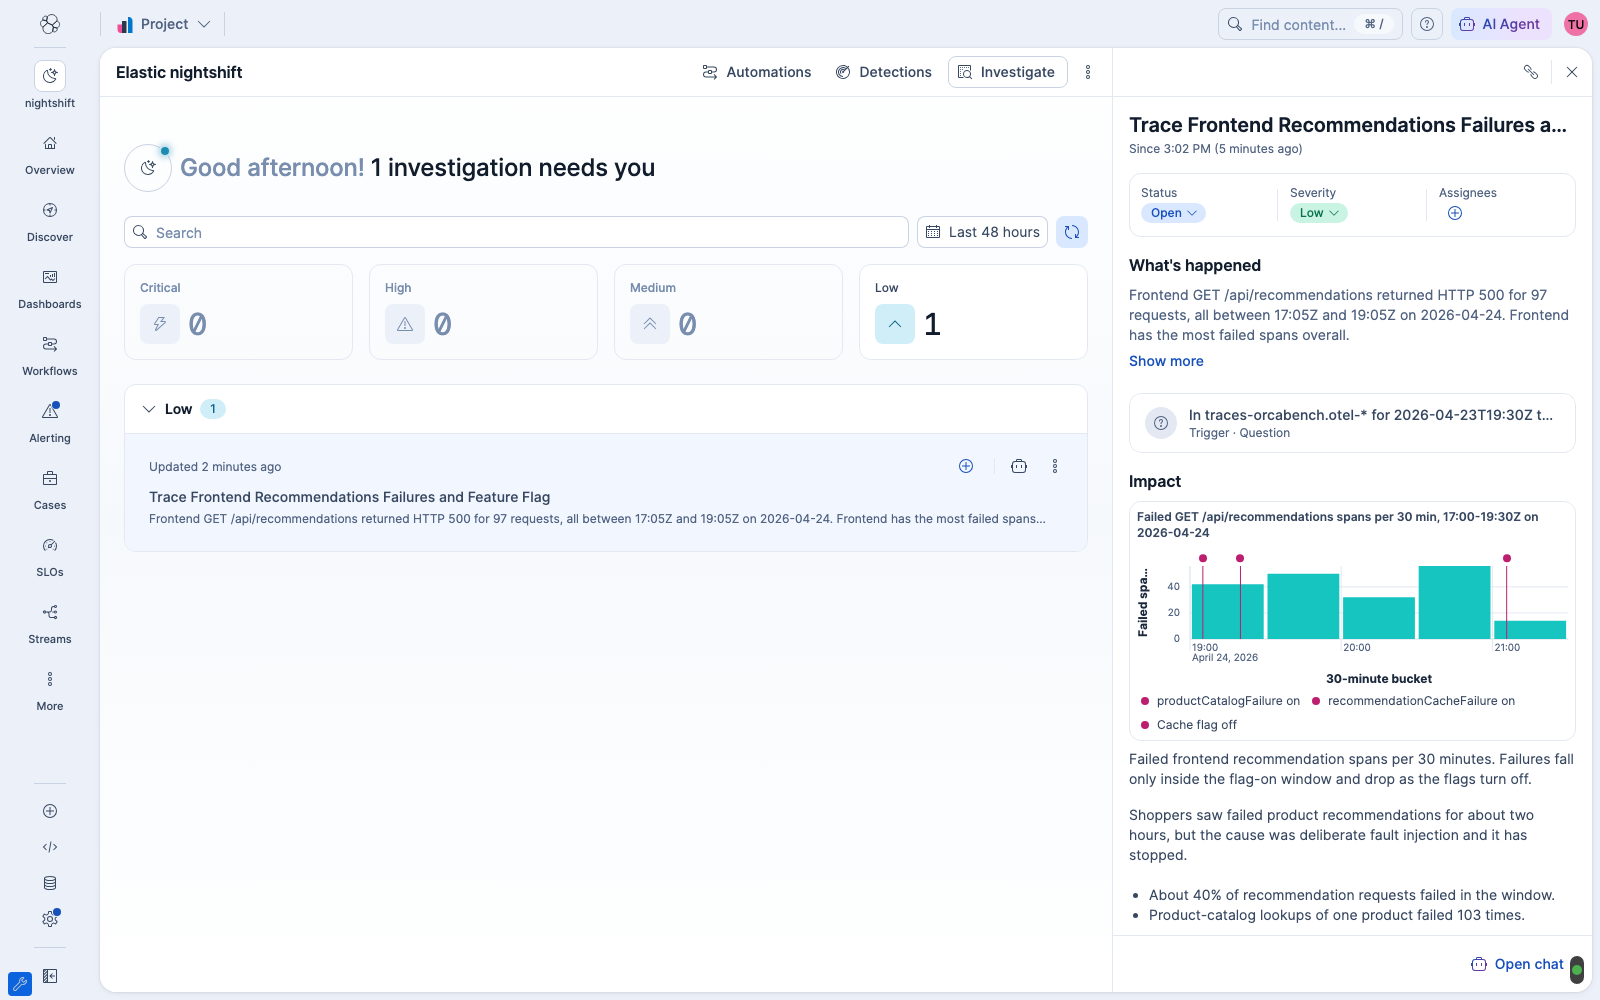 Project
Find content...
⌘ /
AI Agent
TU
nightshift
Overview
Discover
Dashboards
Workflows
Alerting
Cases
SLOs
Streams
More
Elastic nightshift
Automations
Detections
Investigate
Good afternoon! 1 investigation needs you
Search
Last 48 hours
Critical
0
High
0
Medium
0
Low
1
Low 1
Updated 2 minutes ago
Trace Frontend Recommendations Failures and Feature Flag
Frontend GET /api/recommendations returned HTTP 500 for 97 requests, all between 17:05Z and 19:05Z on 2026-04-24. Frontend has the most failed spans...
Trace Frontend Recommendations Failures a...
Since 3:02 PM (5 minutes ago)
Status
Open
Severity
Low
Assignees
What's happened
Frontend GET /api/recommendations returned HTTP 500 for 97
requests, all between 17:05Z and 19:05Z on 2026-04-24. Frontend
has the most failed spans overall.
Show more
In traces-orcabench.otel-* for 2026-04-23T19:30Z t...
Trigger · Question
Impact
Failed GET /api/recommendations spans per 30 min, 17:00-19:30Z on
2026-04-24
Failed spa...
40
20
0
19:00
April 24, 2026
20:00
21:00
30-minute bucket
productCatalogFailure on
recommendationCacheFailure on
Cache flag off
Failed frontend recommendation spans per 30 minutes. Failures fall
only inside the flag-on window and drop as the flags turn off.
Shoppers saw failed product recommendations for about two
hours, but the cause was deliberate fault injection and it has
stopped.
• About 40% of recommendation requests failed in the window.
• Product-catalog lookups of one product failed 103 times.
Open chat